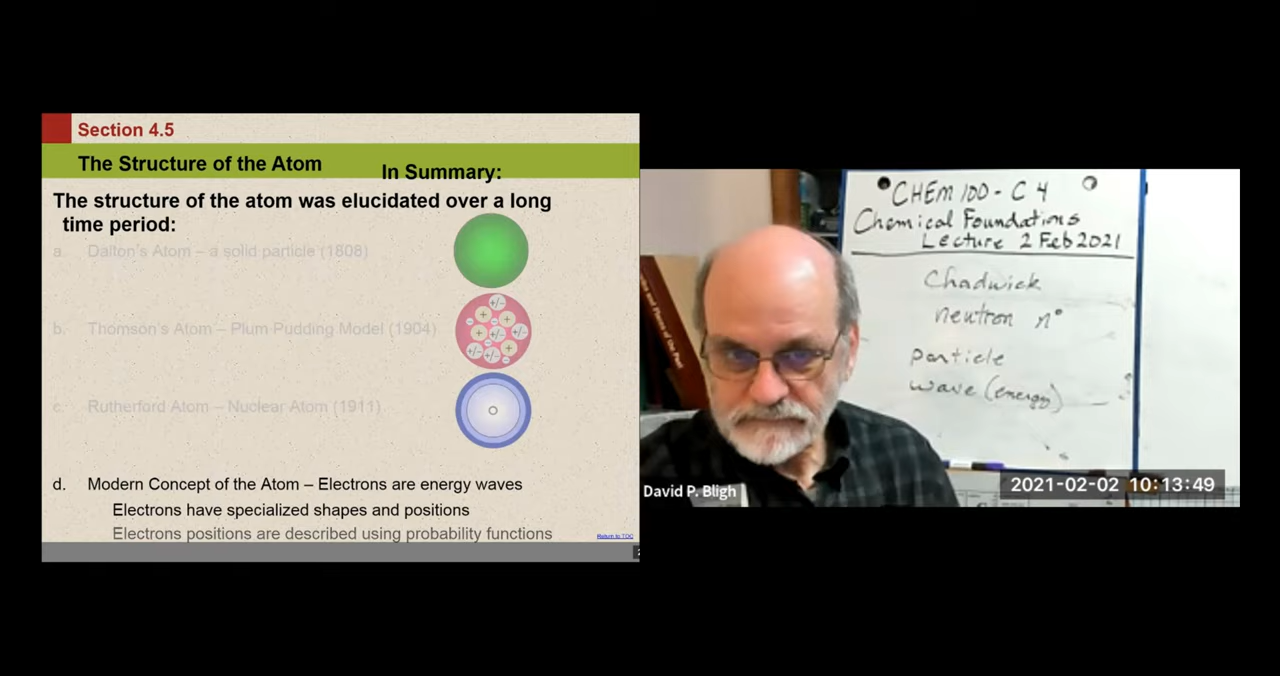 Section 4.5
The Structure of the Atom
In Summary:
The structure of the atom was elucidated over a long
time period:
a. Dalton's Atom – a solid particle (1808)
b. Thomson's Atom – Plum Pudding Model (1904)
c. Rutherford Atom – Nuclear Atom (1911)
d. Modern Concept of the Atom – Electrons are energy waves
Electrons have specialized shapes and positions
Electrons positions are described using probability functions
Return to TOC
CHEM 100 - C 4
Chemical Foundations
Lecture 2 Feb 2021
Chadwick
neutron n°
particle
wave (energy)
David P. Bligh
2021-02-02 10:13:49